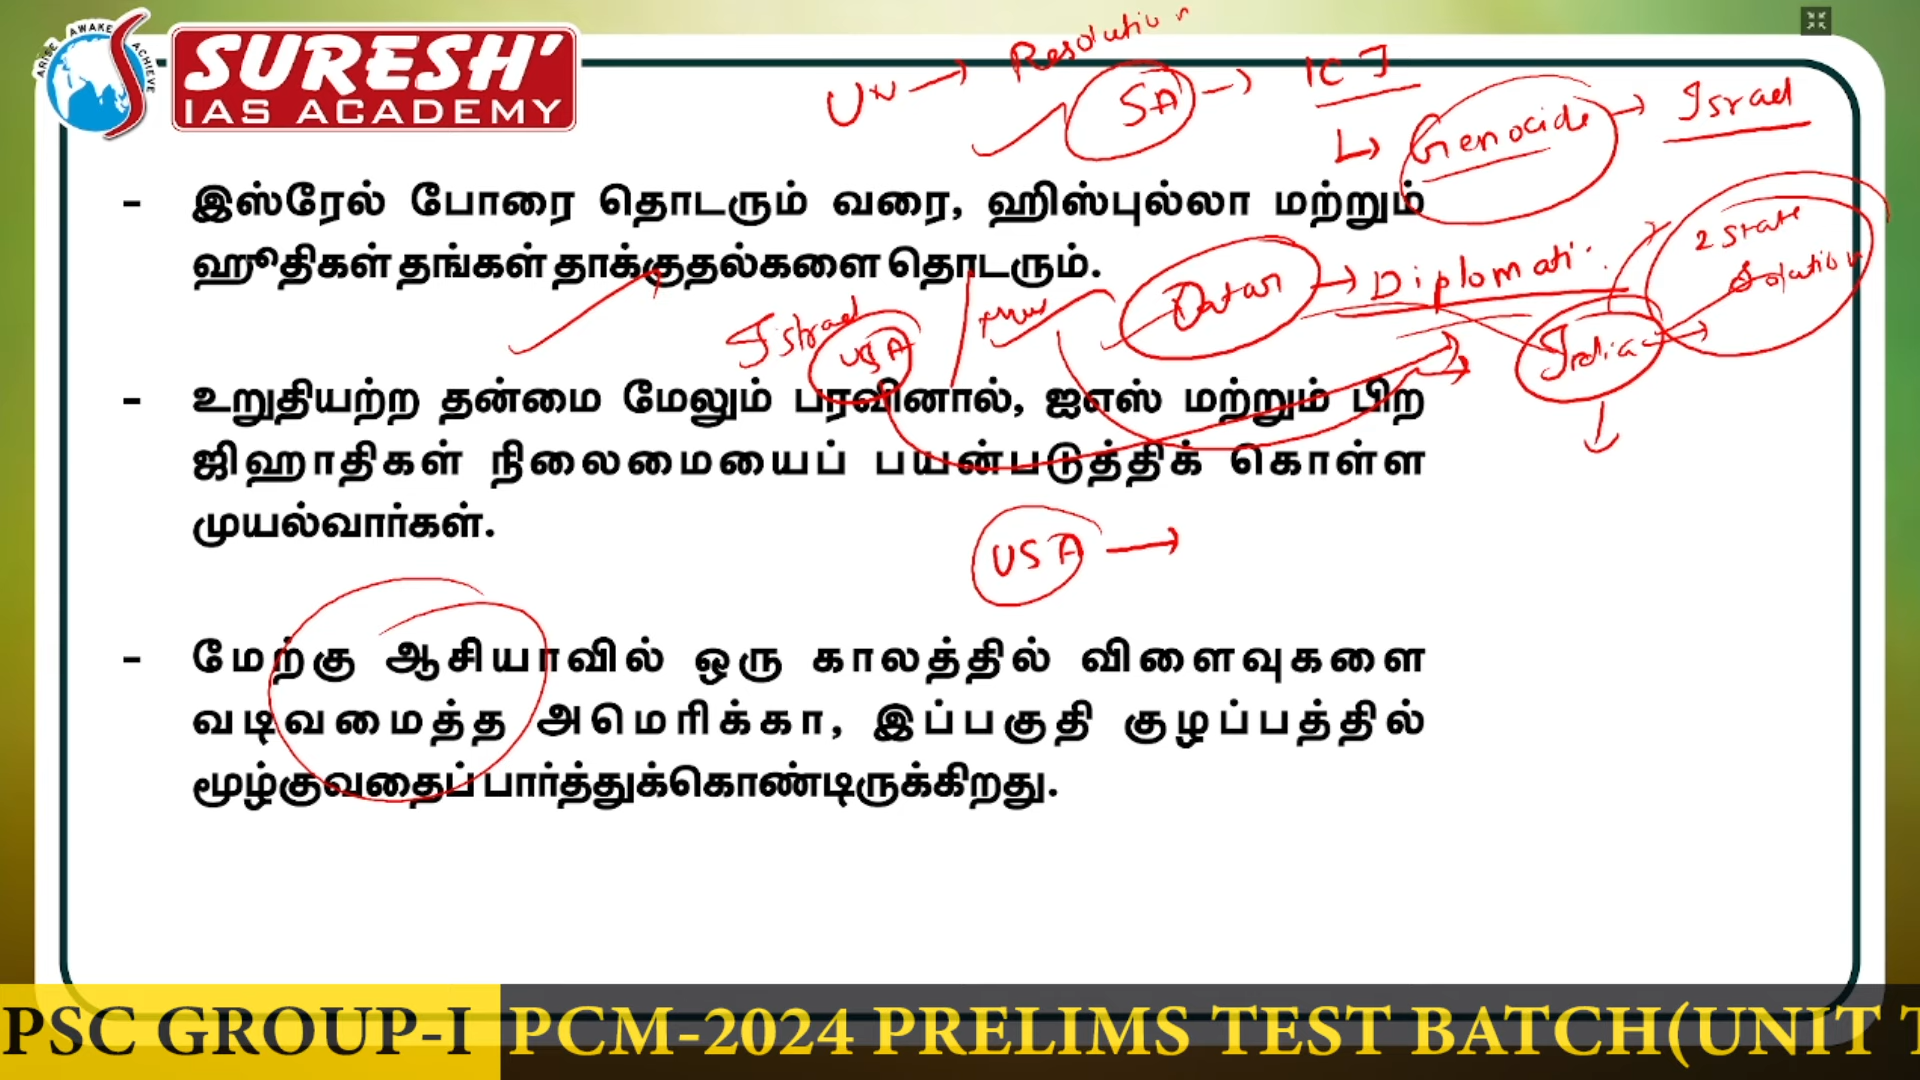 ARISE AWAKE ACHIEVE
SURESH'
IAS ACADEMY
UN → Resolution
SA → ICJ
↳ Genocide → Israel
- இஸ்ரேல் போரை தொடரும் வரை, ஹிஸ்புல்லா மற்றும்
ஹூதிகள் தங்கள் தாக்குதல்களை தொடரும்.
2 State
Solution
Qatar → Diplomati
Israel
USA
India →
- உறுதியற்ற தன்மை மேலும் பரவினால், ஐஎஸ் மற்றும் பிற
ஜிஹாதிகள் நிலைமையைப் பயன்படுத்திக் கொள்ள
முயல்வார்கள்.
USA →
- மேற்கு ஆசியாவில் ஒரு காலத்தில் விளைவுகளை
வடிவமைத்த அமெரிக்கா, இப்பகுதி குழப்பத்தில்
மூழ்குவதைப் பார்த்துக்கொண்டிருக்கிறது.
PSC GROUP-I PCM-2024 PRELIMS TEST BATCH(UNIT T